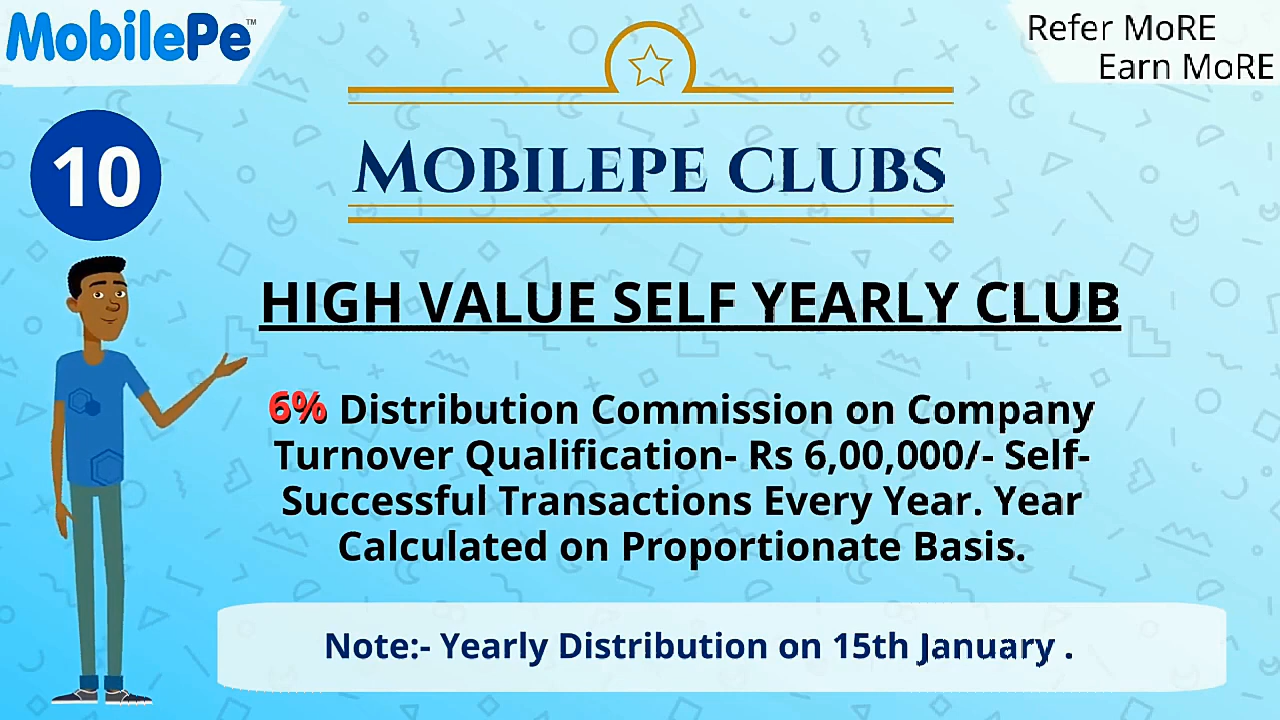 MobilePe™
Refer MoRE
Earn MoRE
10
MOBILEPE CLUBS
HIGH VALUE SELF YEARLY CLUB
6% Distribution Commission on Company
Turnover Qualification- Rs 6,00,000/- Self-
Successful Transactions Every Year. Year
Calculated on Proportionate Basis.
Note:- Yearly Distribution on 15th January .